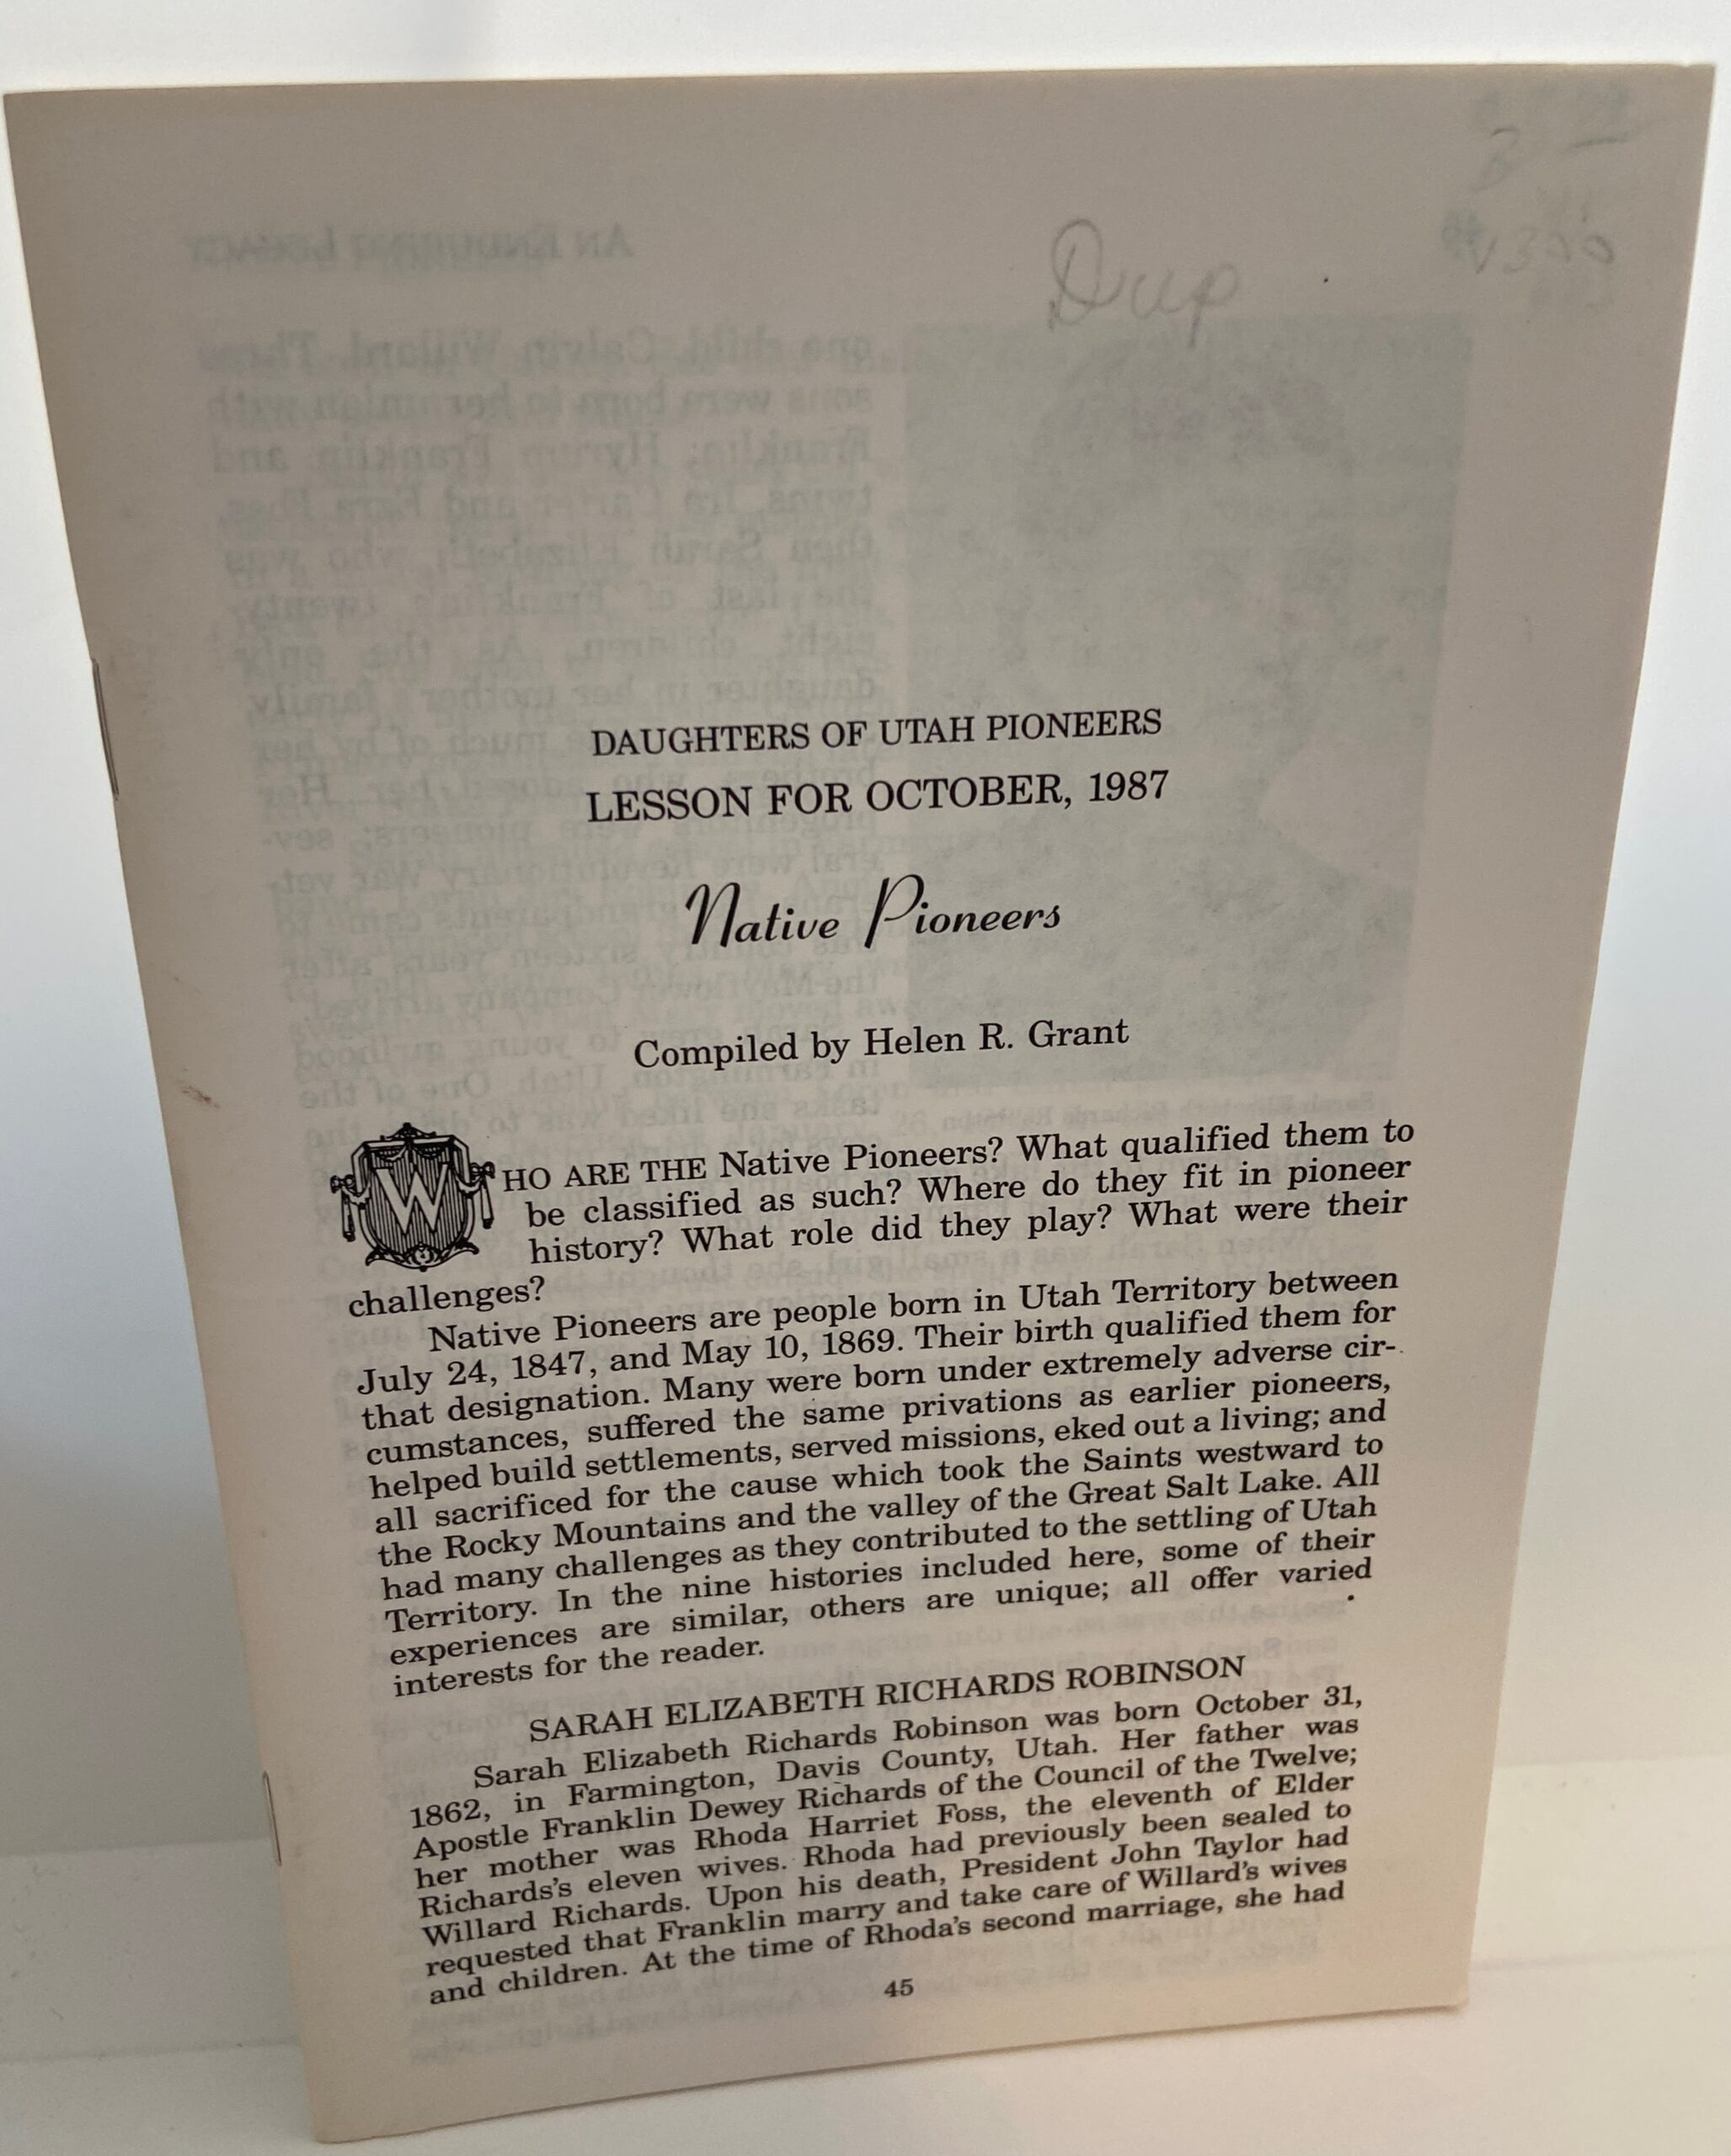 Dup
DAUGHTERS OF UTAH PIONEERS
LESSON FOR OCTOBER, 1987
Native Pioneers
Compiled by Helen R. Grant
WHO ARE THE Native Pioneers? What qualified them to
be classified as such? Where do they fit in pioneer
history? What role did they play? What were their
challenges?
Native Pioneers are people born in Utah Territory between
July 24, 1847, and May 10, 1869. Their birth qualified them for
that designation. Many were born under extremely adverse cir-
cumstances, suffered the same privations as earlier pioneers,
helped build settlements, served missions, eked out a living; and
all sacrificed for the cause which took the Saints westward to
the Rocky Mountains and the valley of the Great Salt Lake. All
had many challenges as they contributed to the settling of Utah
Territory. In the nine histories included here, some of their
experiences are similar, others are unique; all offer varied
interests for the reader.
SARAH ELIZABETH RICHARDS ROBINSON
Sarah Elizabeth Richards Robinson was born October 31,
1862, in Farmington, Davis County, Utah. Her father was
Apostle Franklin Dewey Richards of the Council of the Twelve;
her mother was Rhoda Harriet Foss, the eleventh of Elder
Richards's eleven wives. Rhoda had previously been sealed to
Willard Richards. Upon his death, President John Taylor had
requested that Franklin marry and take care of Willard's wives
and children. At the time of Rhoda's second marriage, she had
45